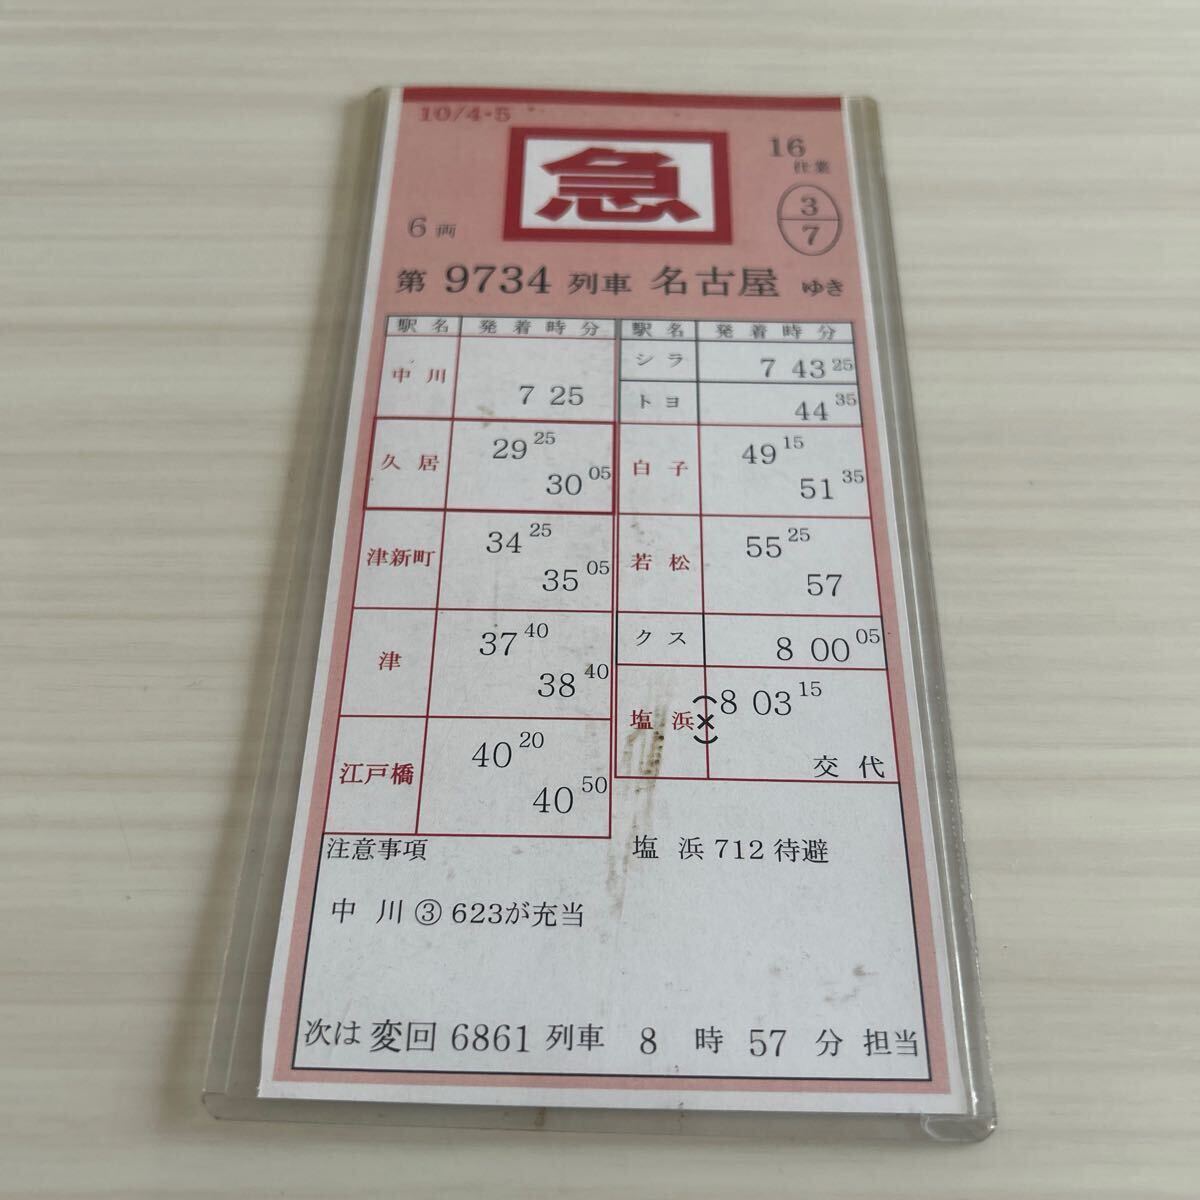 10/4・5
急
16
仕業
3
7
6両
第 9734 列車 名古屋 ゆき
駅名 発着時分
中川
7 25
久居
29 25
30 05
津新町
34 25
35 05
津
37 40
38 40
江戸橋
40 20
40 50
駅名 発着時分
シラ 7 43 25
トヨ 44 35
白子
49 15
51 35
若松
55 25
57
クス 8 00 05
塩浜 (×) 8 03 15
交代
注意事項
塩浜 712 待避
中川 ③ 623が充当
次は 変回 6861 列車 8 時 57 分 担当